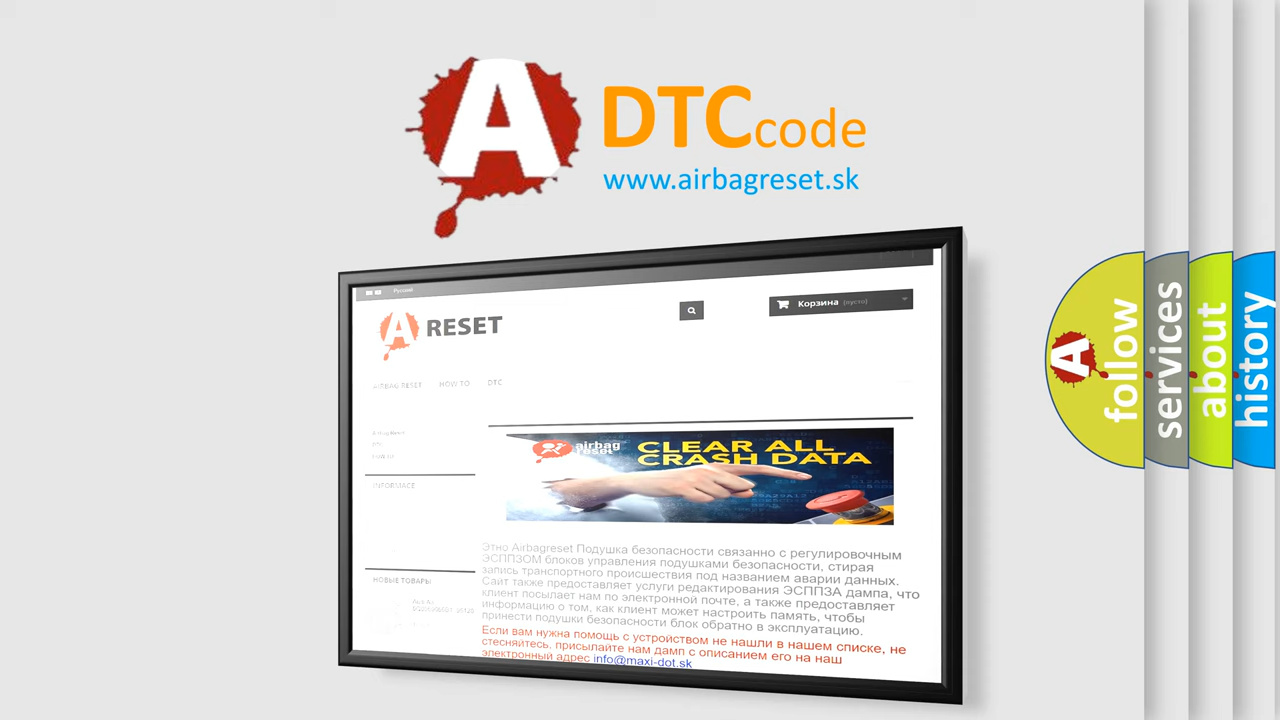 A DTCcode
www.airbagreset.sk
Русский
A RESET
Корзина (пусто)
AIRBAG RESET HOW TO DTC
Airbag Reset
DTC
INFORMACE
airbag
reset
CLEAR ALL
CRASH DATA
Этно Airbagreset Подушка безопасности связанно с регулировочным
ЭСППЗОМ блоков управления подушками безопасности, стирая
запись транспортного происшествия под названием аварии данных.
Сайт также предоставляет услуги редактирования ЭСППЗА дампа, что
клиент посылает нам по электронной почте, а также предоставляет
информацию о том, как клиент может настроить память, чтобы
принести подушки безопасности блок обратно в эксплуатацию.
Если вам нужна помощь с устройством не нашли в нашем списке, не
стесняйтесь, присылайте нам дамп с описанием его на наш
электронный адрес info@maxi-dot.sk
НОВЫЕ ТОВАРЫ
A follow
services
about
history